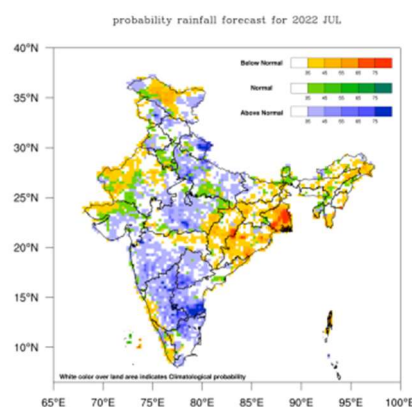 probability rainfall forecast for 2022 JUL
40°N
35°N
30°N
25°N
20°N
15°N
10°N
Below Normal
35 45 55 65 75
Normal
35 45 55 65 75
Above Normal
35 45 55 65 75
White color over land area indicates Climatological probability
65°E 70°E 75°E 80°E 85°E 90°E 95°E 100°E